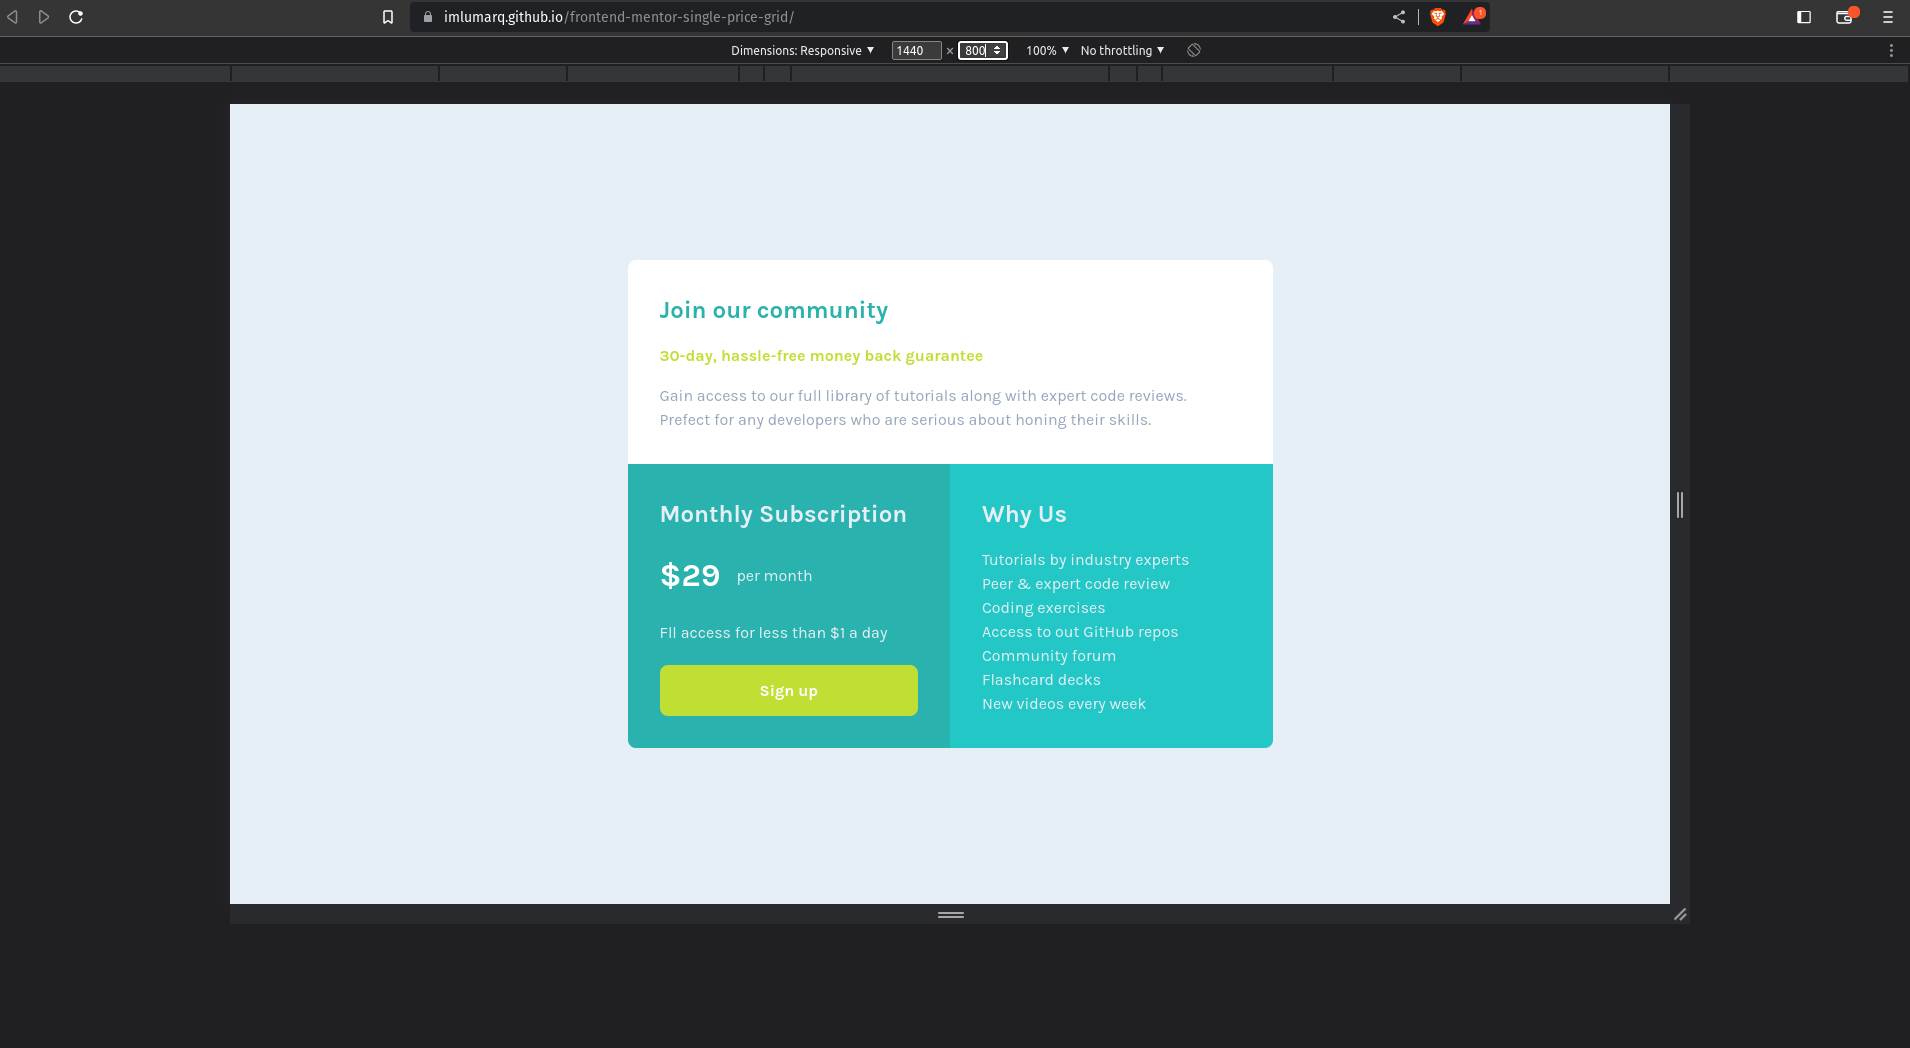 imlumarq.github.io/frontend-mentor-single-price-grid/
1
Dimensions: Responsive 1440 × 800 100% No throttling
Join our community
30-day, hassle-free money back guarantee
Gain access to our full library of tutorials along with expert code reviews.
Prefect for any developers who are serious about honing their skills.
Monthly Subscription
$29 per month
Fll access for less than $1 a day
Sign up
Why Us
Tutorials by industry experts
Peer & expert code review
Coding exercises
Access to out GitHub repos
Community forum
Flashcard decks
New videos every week